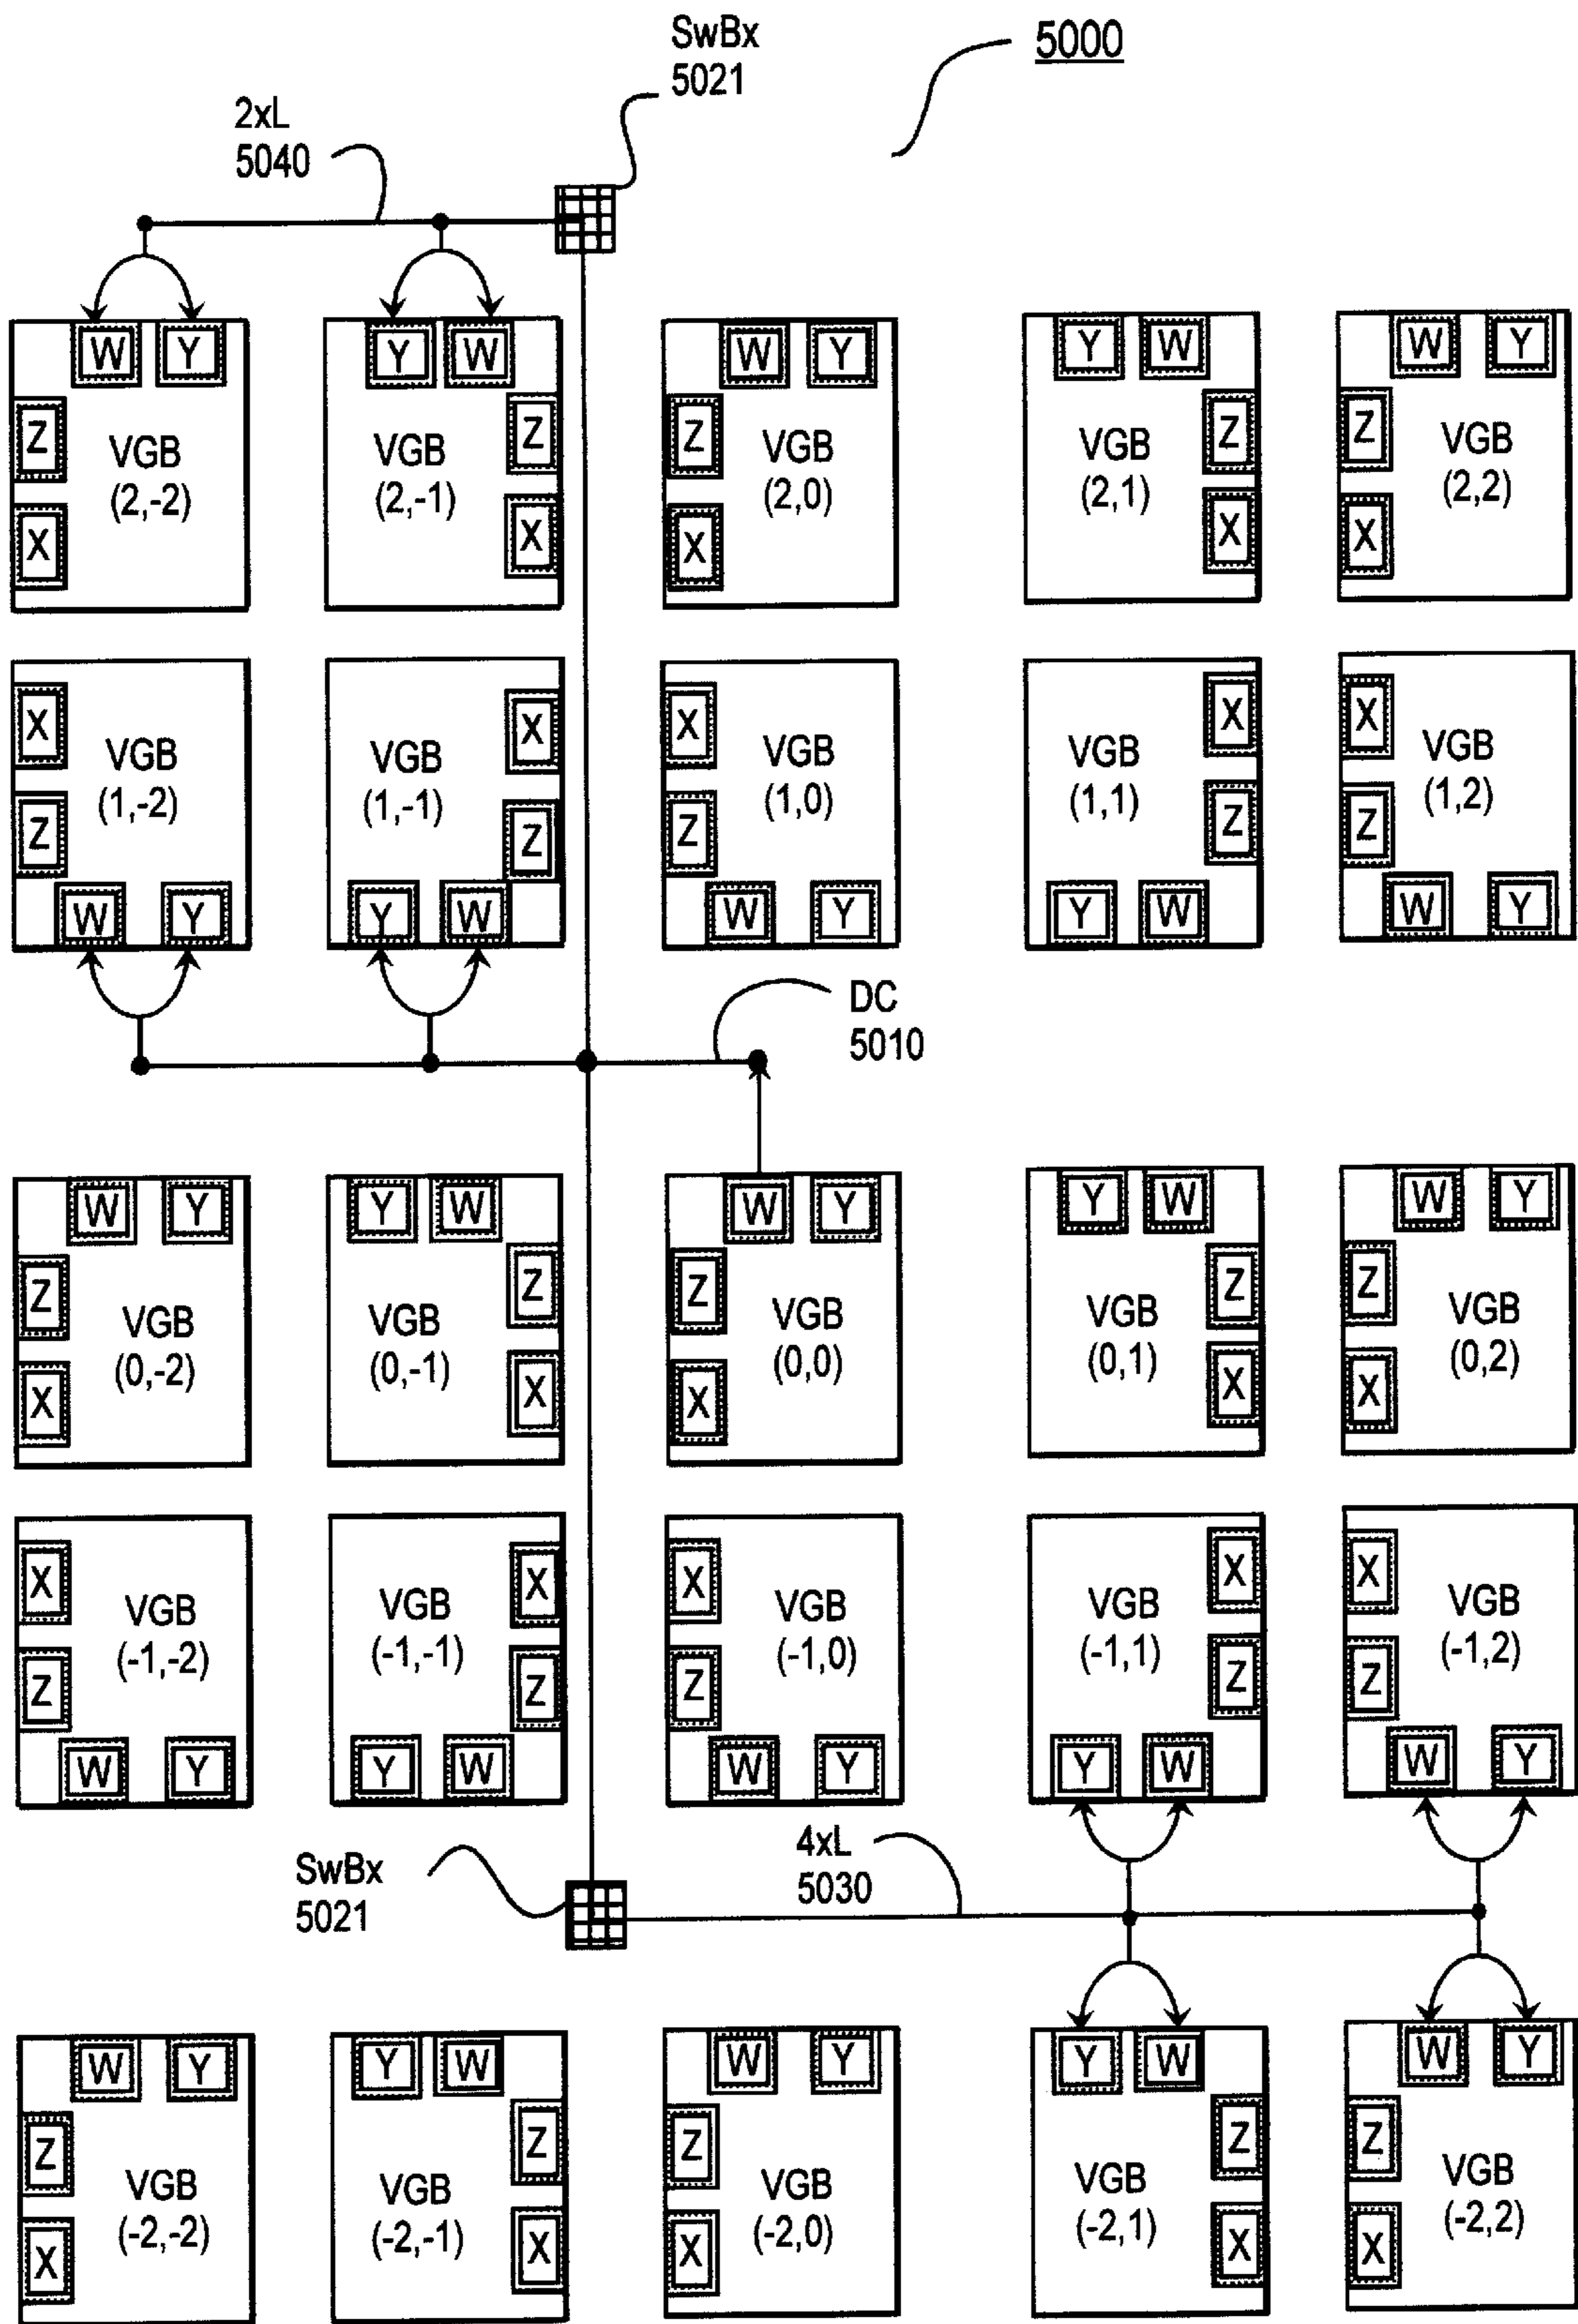 SwBx
5021
5000
2xL
5040
W Y
Z
X
VGB
(2,-2)
Y W
Z
X
VGB
(2,-1)
W Y
Z
X
VGB
(2,0)
Y W
Z
X
VGB
(2,1)
W Y
Z
X
VGB
(2,2)
X
Z
VGB
(1,-2)
W Y
X
Z
VGB
(1,-1)
Y W
X
Z
VGB
(1,0)
W Y
X
Z
VGB
(1,1)
Y W
X
Z
VGB
(1,2)
W Y
DC
5010
W Y
Z
X
VGB
(0,-2)
Y W
Z
X
VGB
(0,-1)
W Y
Z
X
VGB
(0,0)
Y W
Z
X
VGB
(0,1)
W Y
Z
X
VGB
(0,2)
X
Z
VGB
(-1,-2)
W Y
X
Z
VGB
(-1,-1)
Y W
X
Z
VGB
(-1,0)
W Y
X
Z
VGB
(-1,1)
Y W
X
Z
VGB
(-1,2)
W Y
SwBx
5021
4xL
5030
W Y
Z
X
VGB
(-2,-2)
Y W
Z
X
VGB
(-2,-1)
W Y
Z
X
VGB
(-2,0)
Y W
Z
X
VGB
(-2,1)
W Y
Z
X
VGB
(-2,2)